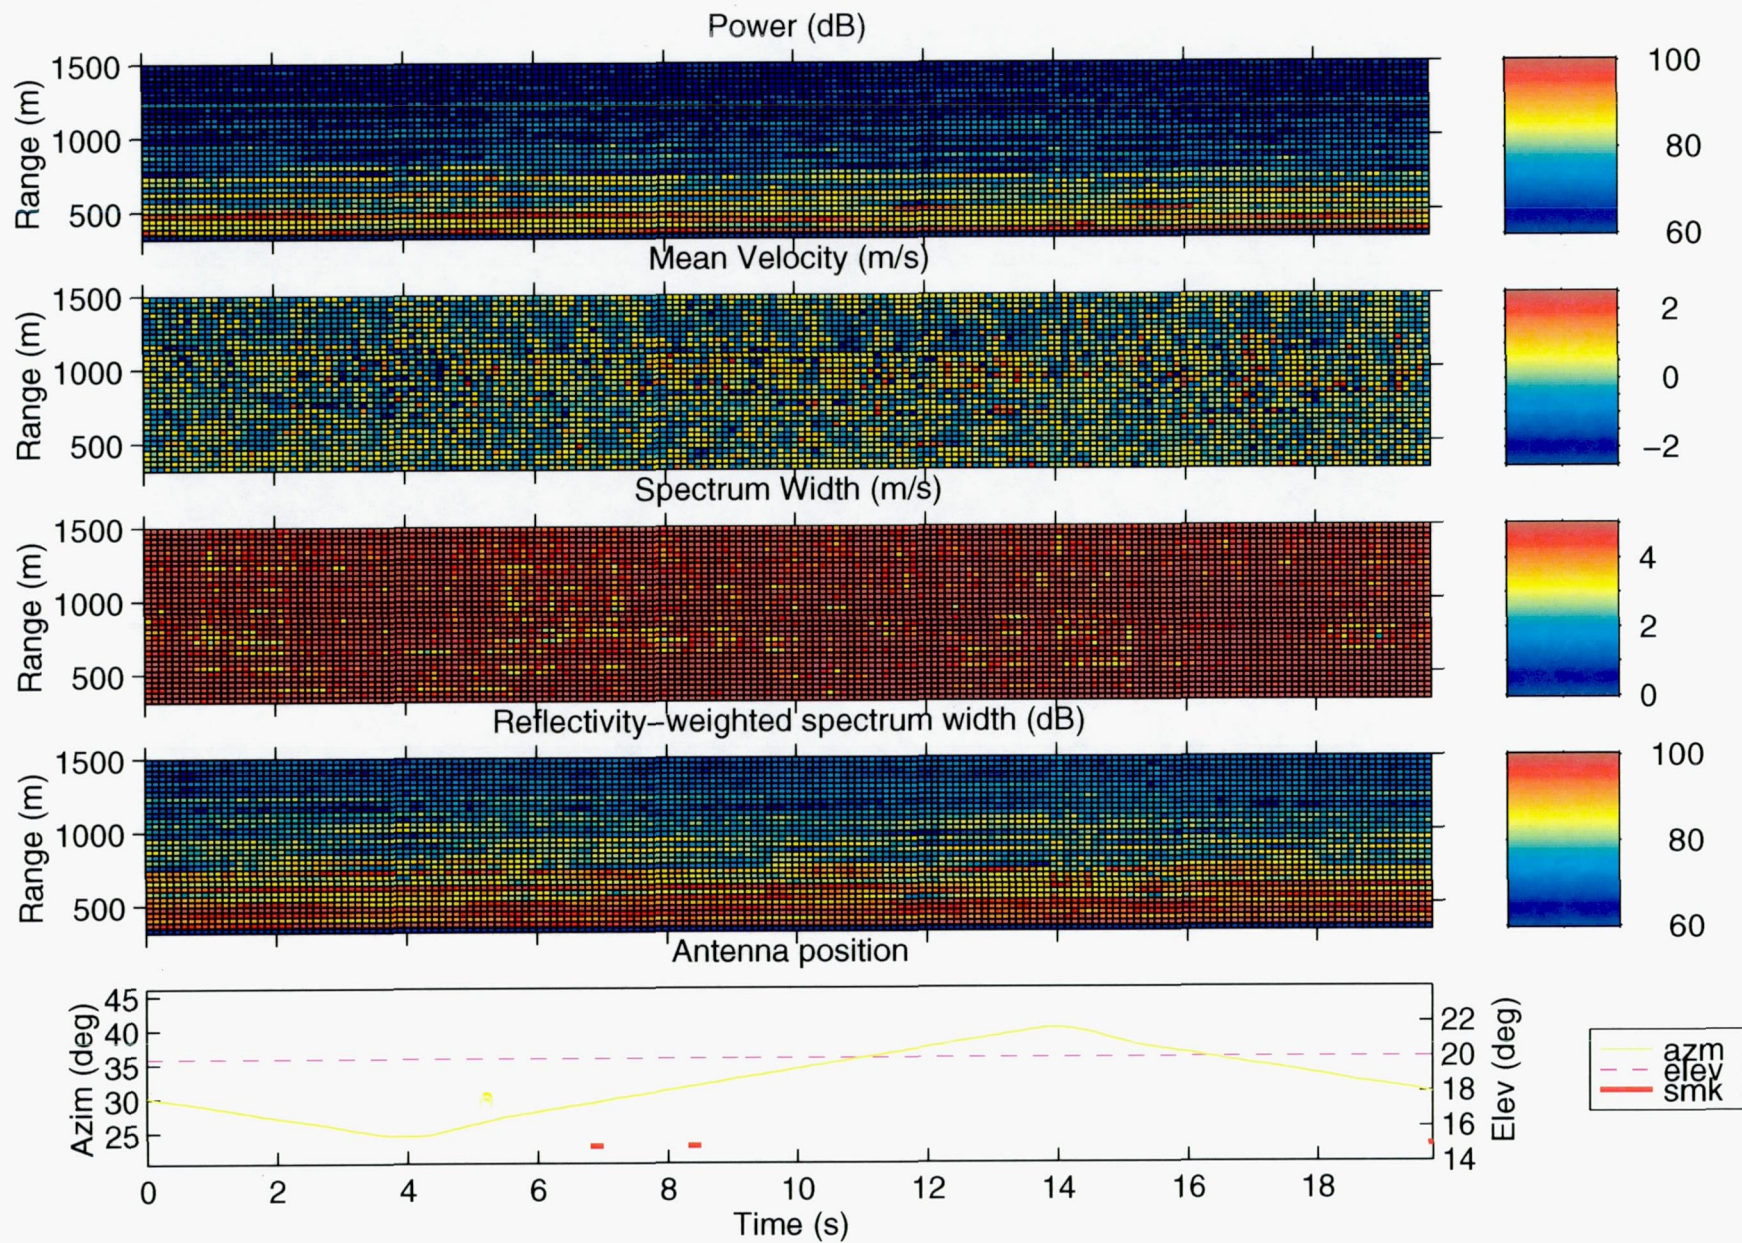 Power (dB)
1500
1000
500
Range (m)
100
80
60
Mean Velocity (m/s)
1500
1000
500
Range (m)
2
0
−2
Spectrum Width (m/s)
1500
1000
500
Range (m)
4
2
0
Reflectivity−weighted spectrum width (dB)
1500
1000
500
Range (m)
100
80
60
Antenna position
45
40
35
30
25
Azim (deg)
22
20
18
16
14
Elev (deg)
azm
elev
smk
0 2 4 6 8 10 12 14 16 18
Time (s)